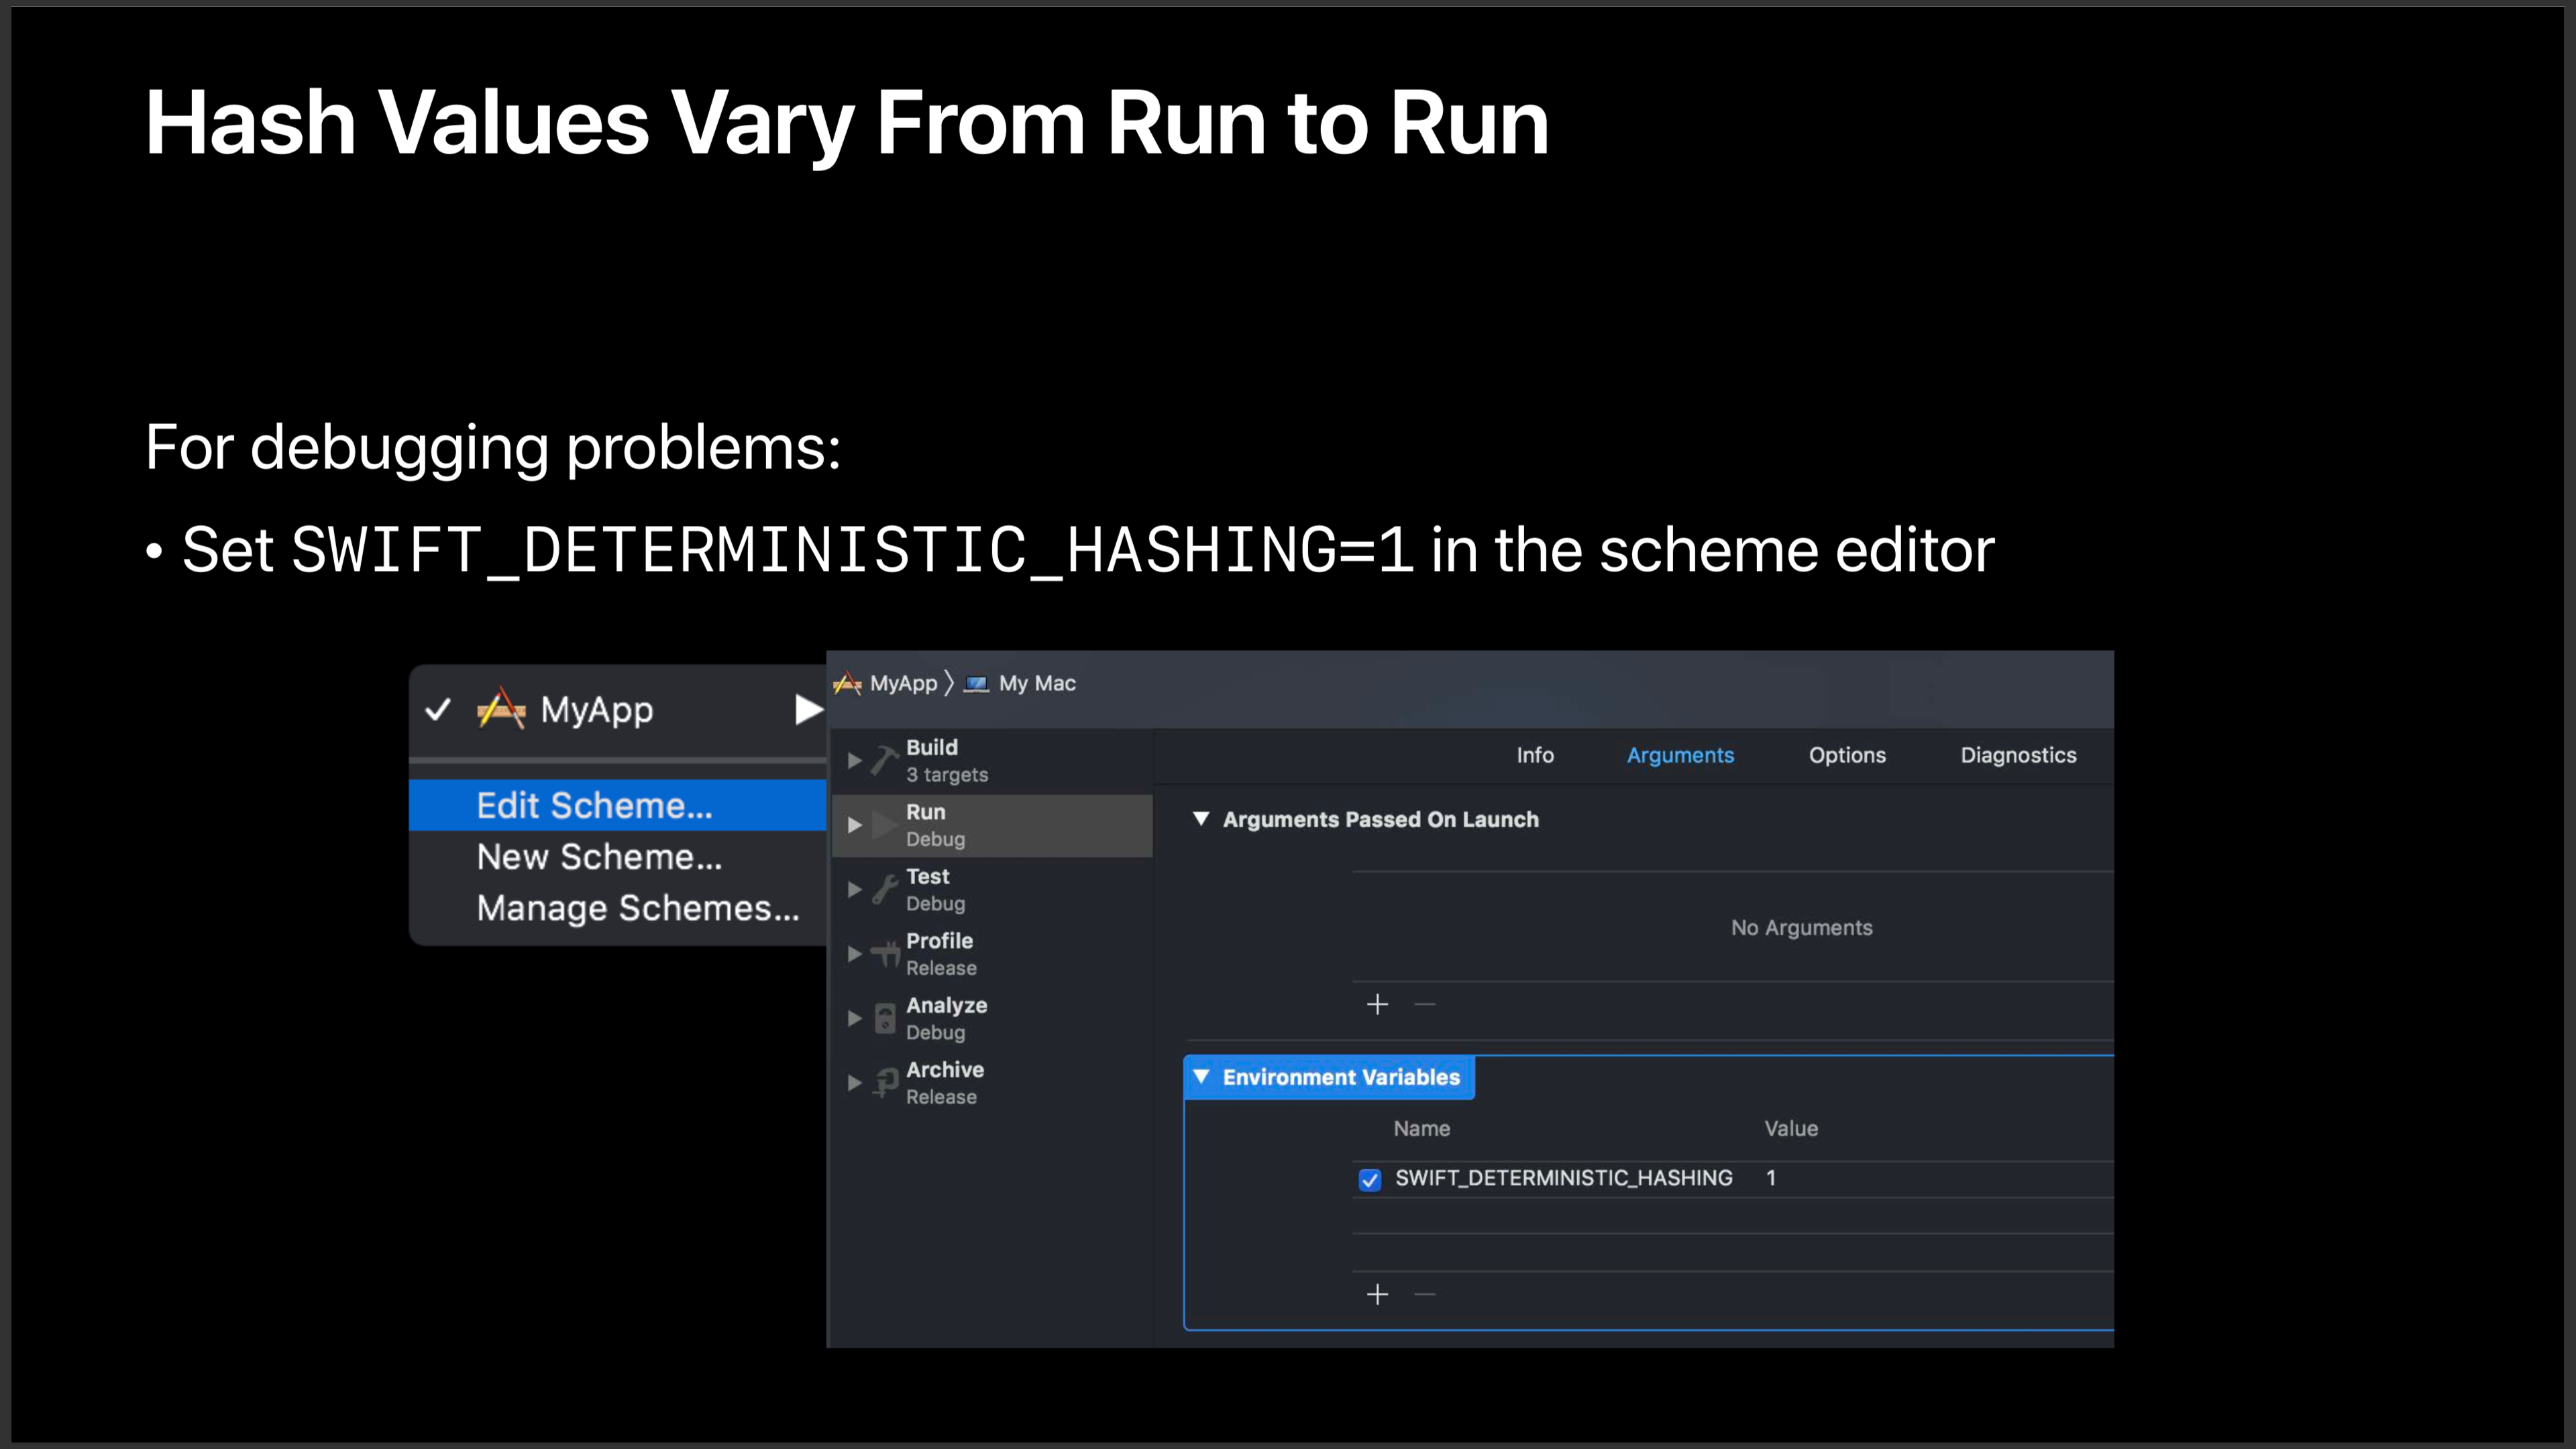 Hash Values Vary From Run to Run
For debugging problems:
• Set SWIFT_DETERMINISTIC_HASHING=1 in the scheme editor
MyApp
Edit Scheme...
New Scheme...
Manage Schemes...
MyApp 〉 My Mac
Build
3 targets
Run
Debug
Test
Debug
Profile
Release
Analyze
Debug
Archive
Release
Info Arguments Options Diagnostics
Arguments Passed On Launch
No Arguments
Environment Variables
Name Value
SWIFT_DETERMINISTIC_HASHING 1